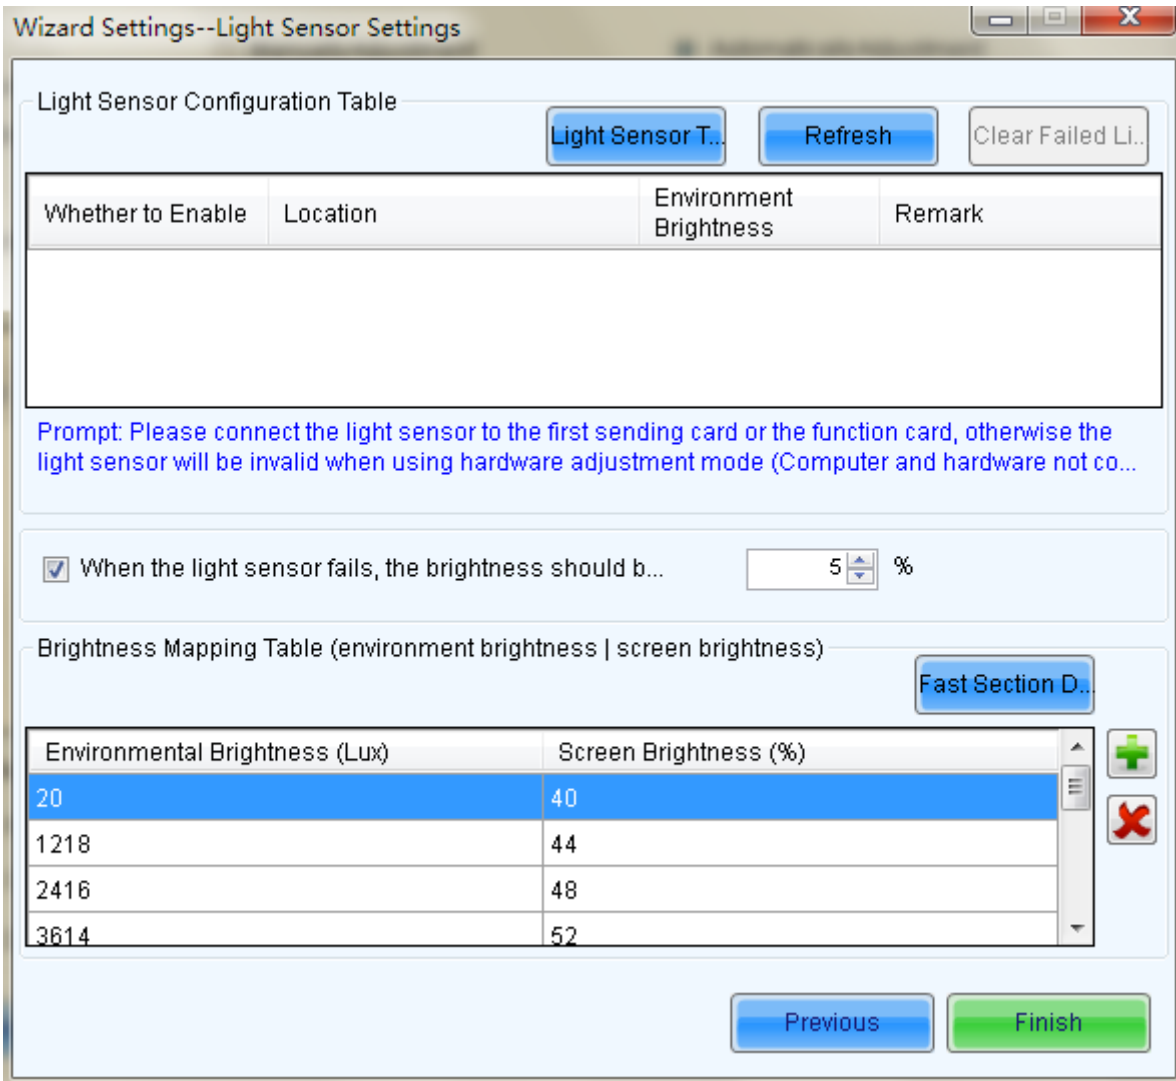 Wizard Settings--Light Sensor Settings
Light Sensor Configuration Table
Light Sensor T... Refresh Clear Failed Li..
Whether to Enable Location Environment Brightness Remark
Prompt: Please connect the light sensor to the first sending card or the function card, otherwise the
light sensor will be invalid when using hardware adjustment mode (Computer and hardware not co...
When the light sensor fails, the brightness should b... 5 %
Brightness Mapping Table (environment brightness | screen brightness)
Fast Section D..
Environmental Brightness (Lux) Screen Brightness (%)
20 40
1218 44
2416 48
3614 52
Previous Finish